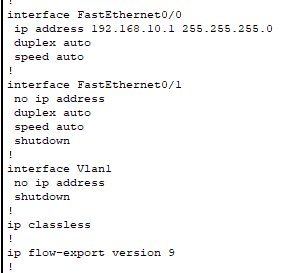 !
interface FastEthernet0/0
 ip address 192.168.10.1 255.255.255.0
 duplex auto
 speed auto
!
interface FastEthernet0/1
 no ip address
 duplex auto
 speed auto
 shutdown
!
interface Vlan1
 no ip address
 shutdown
!
ip classless
!
ip flow-export version 9
!